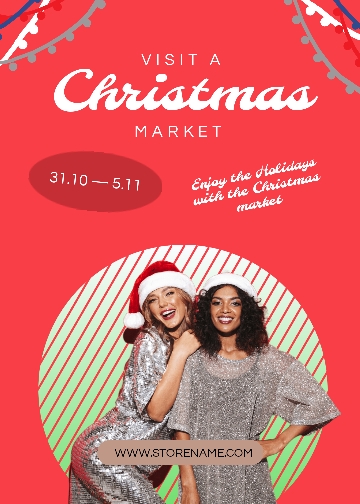 VISIT A
Christmas
MARKET
31.10 — 5.11
Enjoy the Holidays
with the Christmas
market
WWW.STORENAME.COM